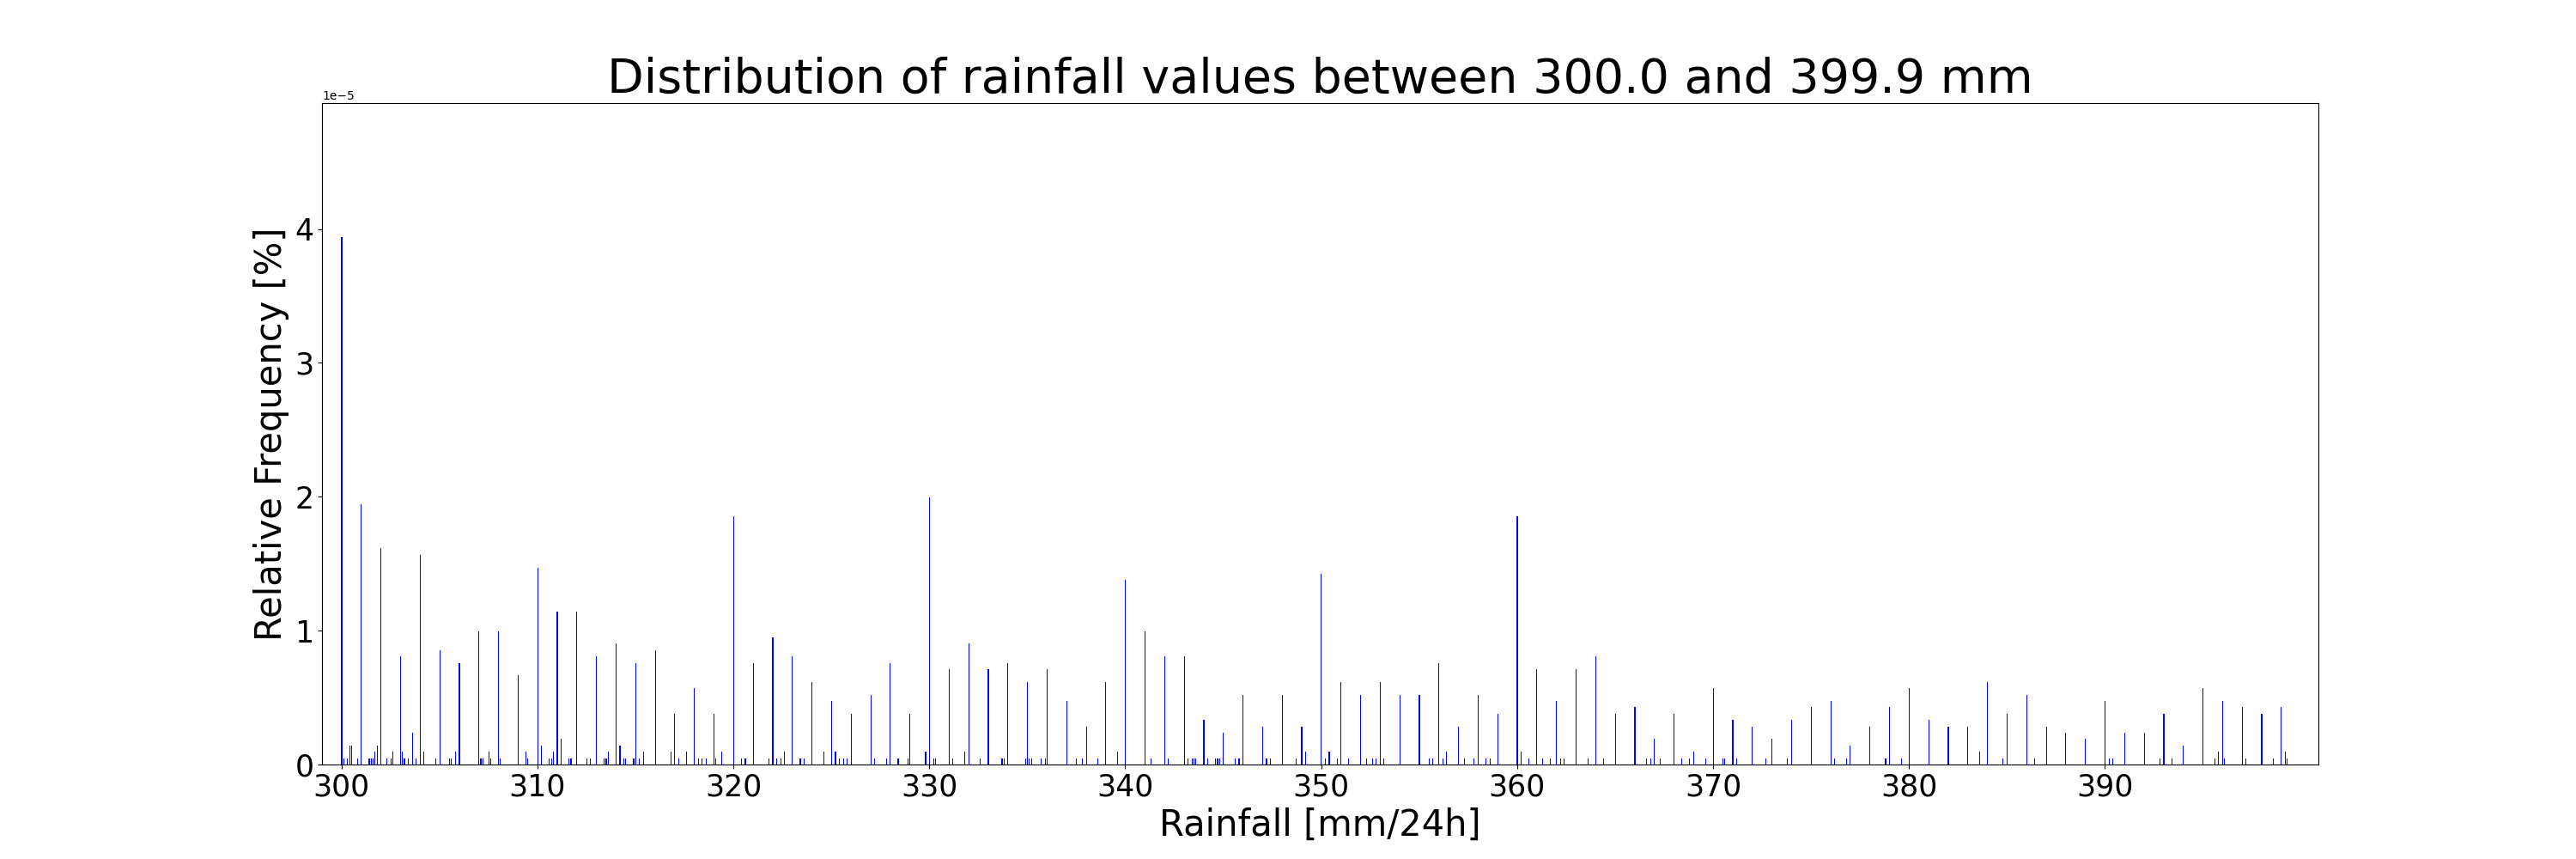 Distribution of rainfall values between 300.0 and 399.9 mm
1e−5
Relative Frequency [%]
4
3
2
1
0
300 310 320 330 340 350 360 370 380 390
Rainfall [mm/24h]